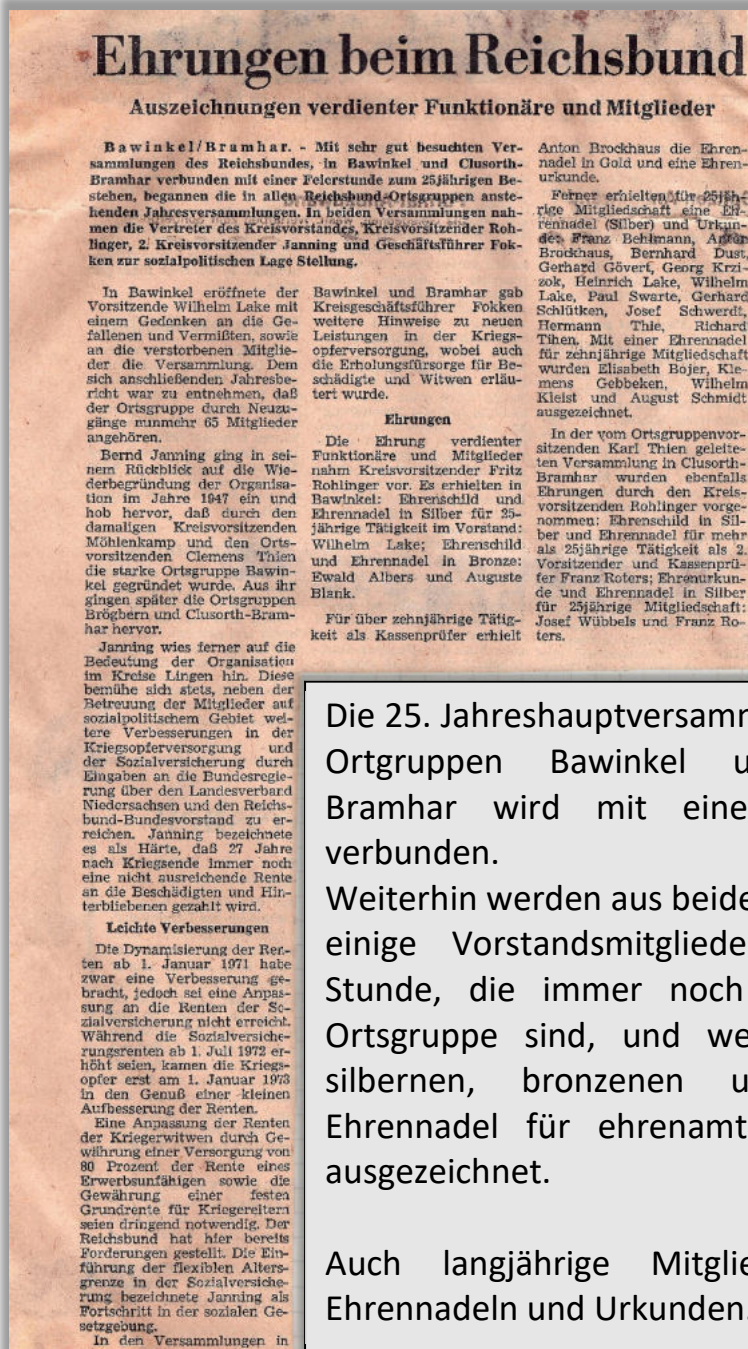 Ehrungen beim Reichsbund
Auszeichnungen verdienter Funktionäre und Mitglieder
Bawinkel/Bramhar. - Mit sehr gut besuchten Ver-
sammlungen des Reichsbundes, in Bawinkel und Clusorth-
Bramhar verbunden mit einer Feierstunde zum 25jährigen Be-
stehen, begannen die in allen Reichsbund-Ortsgruppen anste-
henden Jahresversammlungen. In beiden Versammlungen nah-
men die Vertreter des Kreisvorstandes, Kreisvorsitzender Roh-
linger, 2. Kreisvorsitzender Janning und Geschäftsführer Fok-
ken zur sozialpolitischen Lage Stellung.
In Bawinkel eröffnete der
Vorsitzende Wilhelm Lake mit
einem Gedenken an die Ge-
fallenen und Vermißten, sowie
an die verstorbenen Mitglie-
der die Versammlung. Dem
sich anschließenden Jahresbe-
richt war zu entnehmen, daß
der Ortsgruppe durch Neuzu-
gänge nunmehr 65 Mitglieder
angehören.
Bernd Janning ging in sei-
nem Rückblick auf die Wie-
derbegründung der Organisa-
tion im Jahre 1947 ein und
hob hervor, daß durch den
damaligen Kreisvorsitzenden
Möhlenkamp und den Orts-
vorsitzenden Clemens Thien
die starke Ortsgruppe Bawin-
kel gegründet wurde. Aus ihr
gingen später die Ortsgruppen
Brögbern und Clusorth-Bram-
har hervor.
Janning wies ferner auf die
Bedeutung der Organisation
im Kreise Lingen hin. Diese
bemühe sich stets, neben der
Betreuung der Mitglieder auf
sozialpolitischem Gebiet wei-
tere Verbesserungen in der
Kriegsopferversorgung und
der Sozialversicherung durch
Eingaben an die Bundesregie-
rung über den Landesverband
Niedersachsen und den Reichs-
bund-Bundesvorstand zu er-
reichen. Janning bezeichnete
es als Härte, daß 27 Jahre
nach Kriegsende immer noch
eine nicht ausreichende Rente
an die Beschädigten und Hin-
terbliebenen gezahlt wird.
Leichte Verbesserungen
Die Dynamisierung der Ren-
ten ab 1. Januar 1971 habe
zwar eine Verbesserung ge-
bracht, jedoch sei eine Anpas-
sung an die Renten der So-
zialversicherung nicht erreicht.
Während die Sozialversiche-
rungsrenten ab 1. Juli 1972 er-
höht seien, kamen die Kriegs-
opfer erst am 1. Januar 1973
in den Genuß einer kleinen
Aufbesserung der Renten.
Eine Anpassung der Renten
der Kriegerwitwen durch Ge-
währung einer Versorgung von
80 Prozent der Rente eines
Erwerbsunfähigen sowie die
Gewährung einer festen
Grundrente für Kriegereltern
seien dringend notwendig. Der
Reichsbund hat hier bereits
Forderungen gestellt. Die Ein-
führung der flexiblen Alters-
grenze in der Sozialversiche-
rung bezeichnete Janning als
Fortschritt in der sozialen Ge-
setzgebung.
In den Versammlungen in
Bawinkel und Bramhar gab
Kreisgeschäftsführer Fokken
weitere Hinweise zu neuen
Leistungen in der Kriegs-
opferversorgung, wobei auch
die Erholungsfürsorge für Be-
schädigte und Witwen erläu-
tert wurde.
Ehrungen
Die Ehrung verdienter
Funktionäre und Mitglieder
nahm Kreisvorsitzender Fritz
Rohlinger vor. Es erhielten in
Bawinkel: Ehrenschild und
Ehrennadel in Silber für 25-
jährige Tätigkeit im Vorstand:
Wilhelm Lake; Ehrenschild
und Ehrennadel in Bronze:
Ewald Albers und Auguste
Blank.
Für über zehnjährige Tätig-
keit als Kassenprüfer erhielt
Anton Brockhaus die Ehren-
nadel in Gold und eine Ehren-
urkunde.
Ferner erhielten für 25jäh-
rige Mitgliedschaft eine Eh-
rennadel (Silber) und Urkun-
de: Franz Behlmann, Anton
Brockhaus, Bernhard Dust,
Gerhard Gövert, Georg Krzi-
zok, Heinrich Lake, Wilhelm
Lake, Paul Swarte, Gerhard
Schlütken, Josef Schwerdt,
Hermann Thie, Richard
Tihen. Mit einer Ehrennadel
für zehnjährige Mitgliedschaft
wurden Elisabeth Bojer, Kle-
mens Gebbeken, Wilhelm
Kleist und August Schmidt
ausgezeichnet.
In der vom Ortsgruppenvor-
sitzenden Karl Thien geleite-
ten Versammlung in Clusorth-
Bramhar wurden ebenfalls
Ehrungen durch den Kreis-
vorsitzenden Rohlinger vorge-
nommen: Ehrenschild in Sil-
ber und Ehrennadel für mehr
als 25jährige Tätigkeit als 2.
Vorsitzender und Kassenprü-
fer Franz Roters; Ehrenurkun-
de und Ehrennadel in Silber
für 25jährige Mitgliedschaft:
Josef Wübbels und Franz Ro-
ters.
Die 25. Jahreshauptversamm
Ortgruppen Bawinkel u
Bramhar wird mit eine
verbunden.
Weiterhin werden aus beide
einige Vorstandsmitgliede
Stunde, die immer noch
Ortsgruppe sind, und we
silbernen, bronzenen u
Ehrennadel für ehrenamt
ausgezeichnet.
Auch langjährige Mitglie
Ehrennadeln und Urkunden.